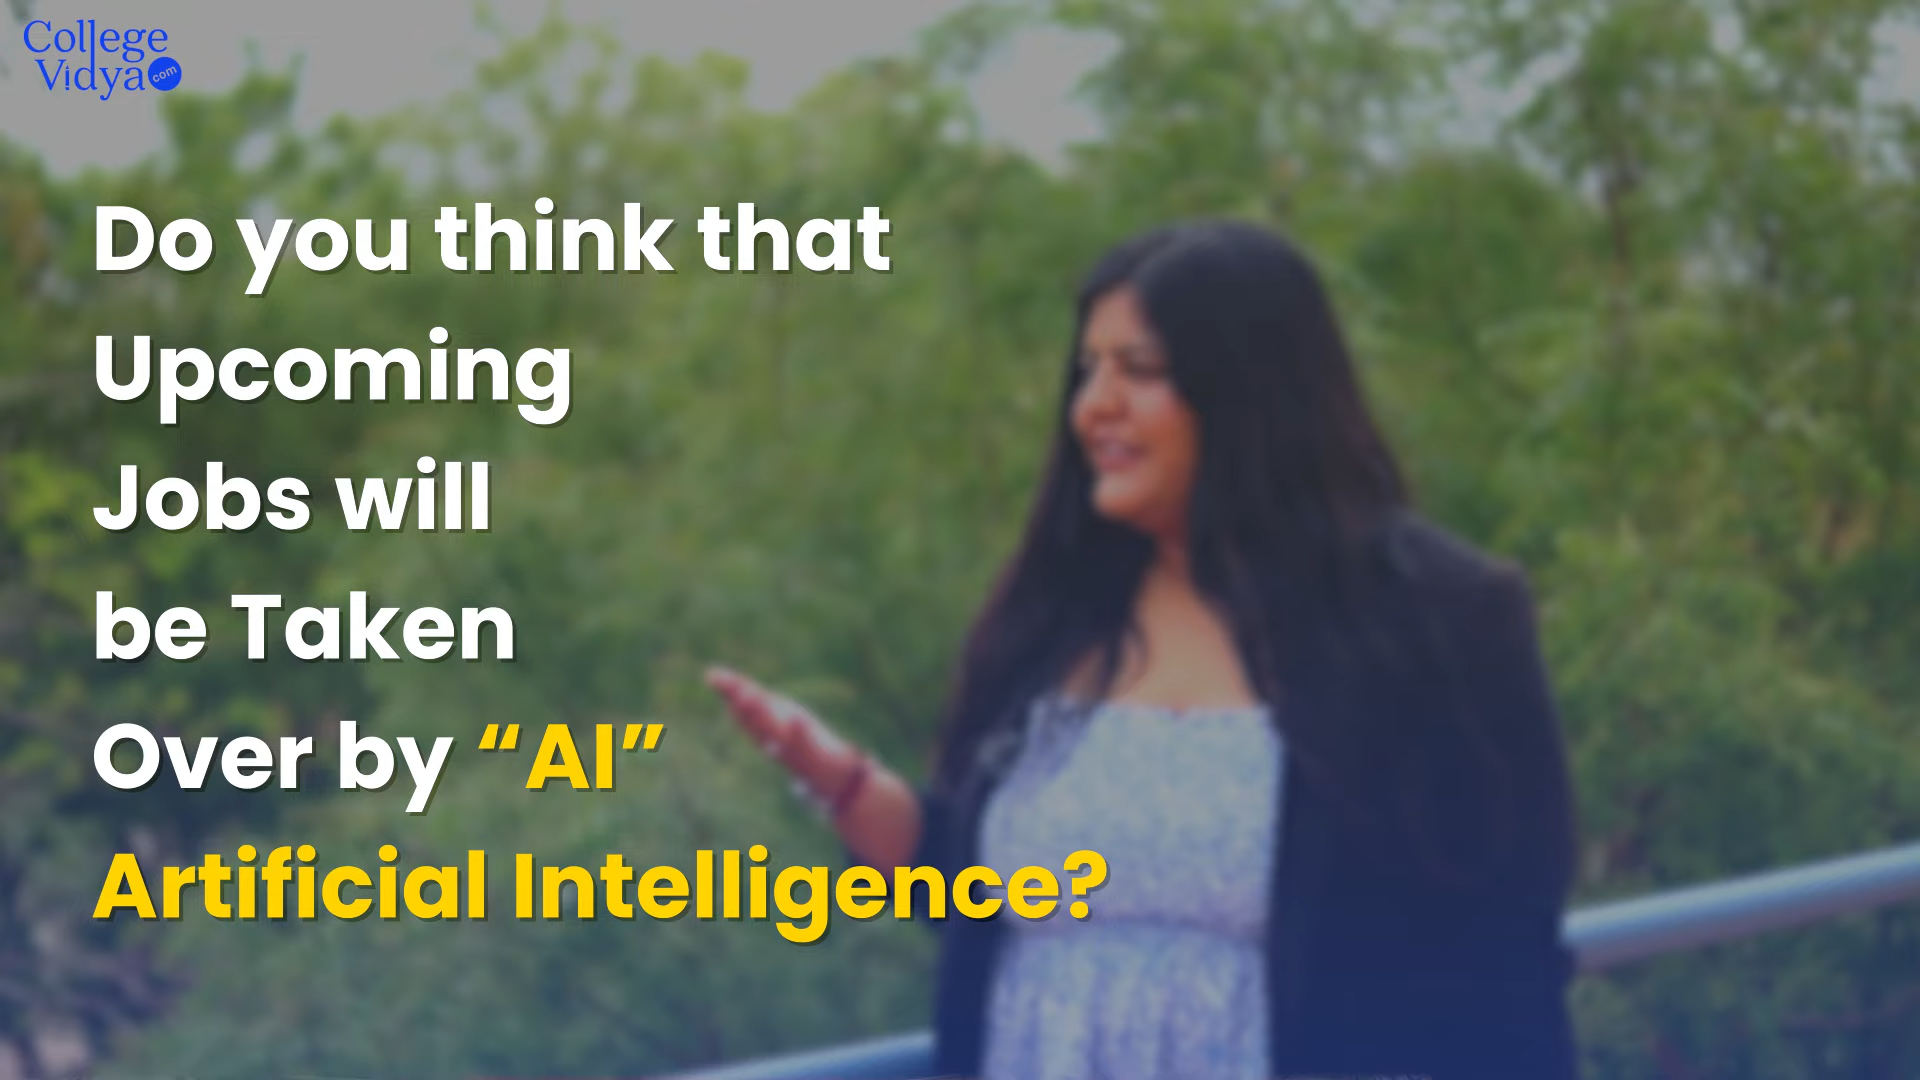 College
Vidya com
Do you think that
Upcoming
Jobs will
be Taken
Over by “AI”
Artificial Intelligence?